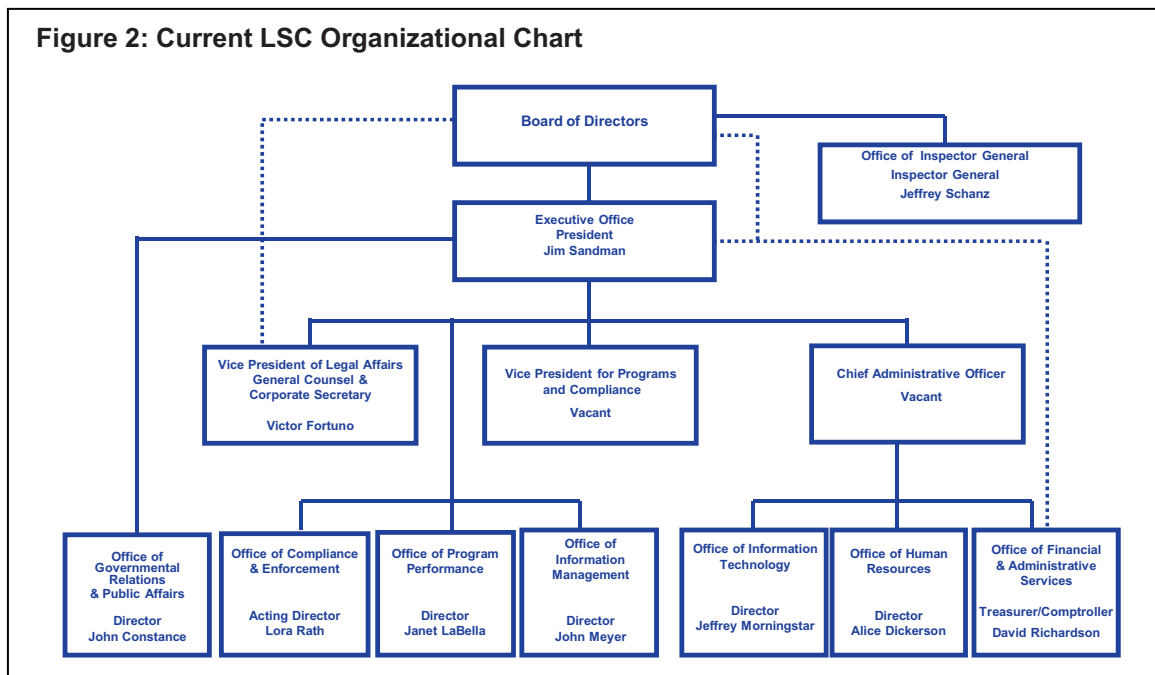 Figure 2: Current LSC Organizational Chart
Board of Directors
Office of Inspector General
Inspector General
Jeffrey Schanz
Executive Office
President
Jim Sandman
Vice President of Legal Affairs
General Counsel &
Corporate Secretary
Victor Fortuno
Vice President for Programs
and Compliance
Vacant
Chief Administrative Officer
Vacant
Office of
Governmental
Relations
& Public Affairs
Director
John Constance
Office of Compliance
& Enforcement
Acting Director
Lora Rath
Office of Program
Performance
Director
Janet LaBella
Office of
Information
Management
Director
John Meyer
Office of Information
Technology
Director
Jeffrey Morningstar
Office of Human
Resources
Director
Alice Dickerson
Office of Financial
& Administrative
Services
Treasurer/Comptroller
David Richardson